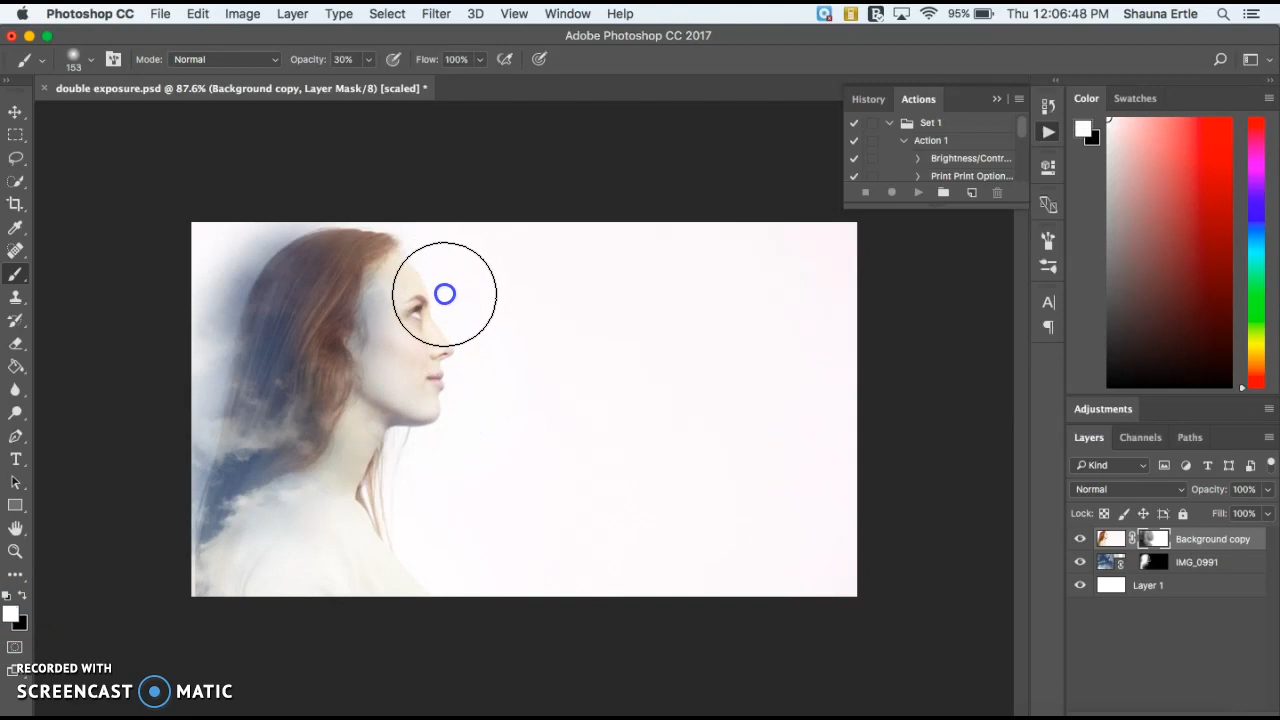 Photoshop CC File Edit Image Layer Type Select Filter 3D View Window Help 95% Thu 12:06:48 PM Shauna Ertle
Adobe Photoshop CC 2017
153 Mode: Normal Opacity: 30% Flow: 100%
double exposure.psd @ 87.6% (Background copy, Layer Mask/8) [scaled] *
History Actions
Set 1
Action 1
Brightness/Contr...
Print Print Option...
Color Swatches
Adjustments
Layers Channels Paths
Kind
Normal Opacity: 100%
Lock: Fill: 100%
Background copy
IMG_0991
Layer 1
RECORDED WITH
SCREENCAST MATIC